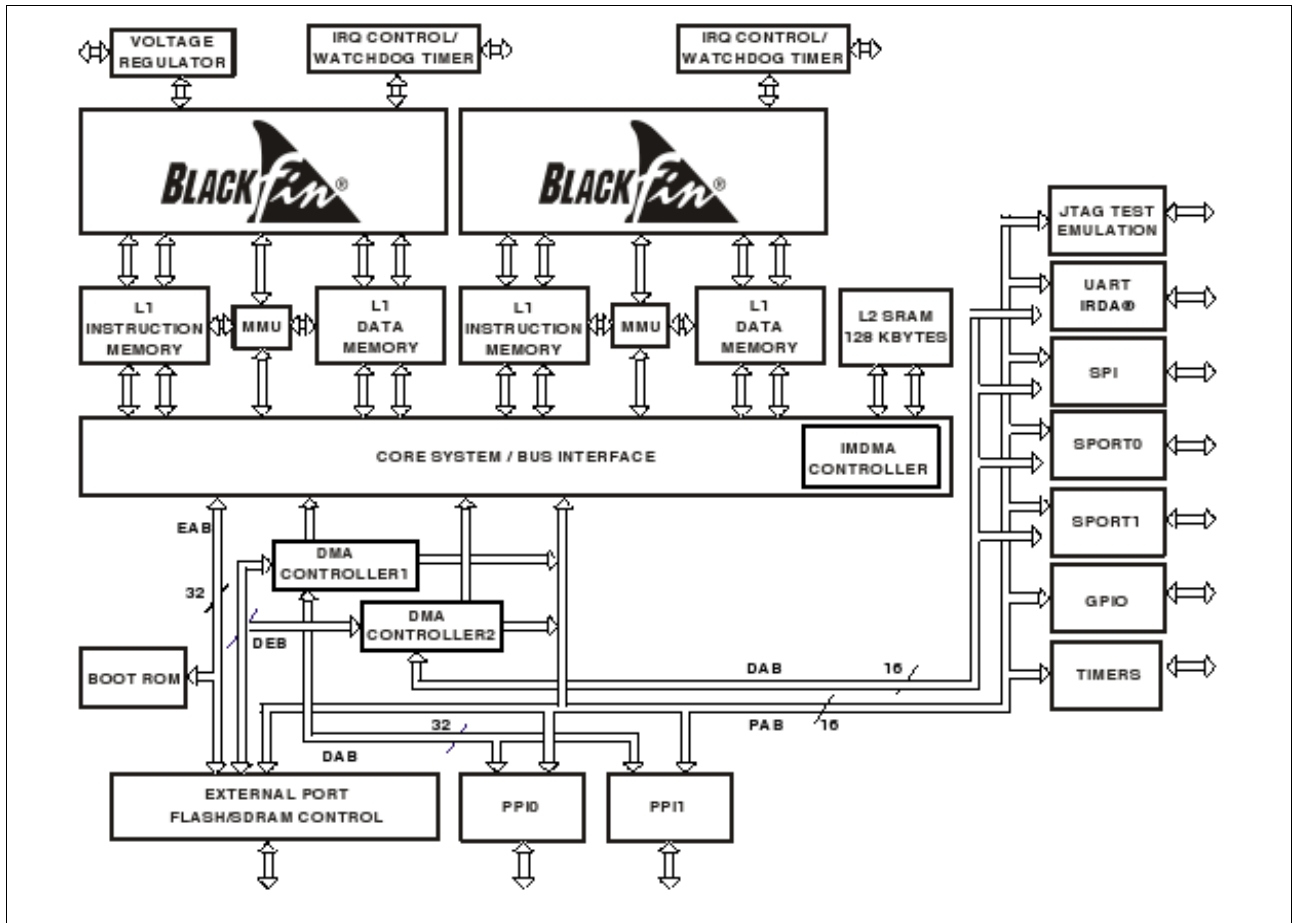 VOLTAGE
REGULATOR
IRQ CONTROL/
WATCHDOG TIMER
IRQ CONTROL/
WATCHDOG TIMER
BLACKfin®
BLACKfin®
L1
INSTRUCTION
MEMORY
MMU
L1
DATA
MEMORY
L1
INSTRUCTION
MEMORY
MMU
L1
DATA
MEMORY
L2 SRAM
128 KBYTES
CORE SYSTEM / BUS INTERFACE
IMDMA
CONTROLLER
JTAG TEST
EMULATION
UART
IRDA®
SPI
SPORT0
SPORT1
GPIO
TIMERS
EAB
32
DEB
DMA
CONTROLLER1
DMA
CONTROLLER2
BOOT ROM
DAB
16
PAB
16
32
DAB
EXTERNAL PORT
FLASH/SDRAM CONTROL
PPI0
PPI1